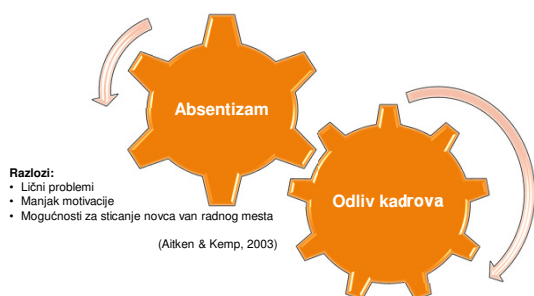 Absentizam
Razlozi:
• Lični problemi
• Manjak motivacije
• Mogućnosti za sticanje novca van radnog mesta
(Aitken & Kemp, 2003)
Odliv kadrova